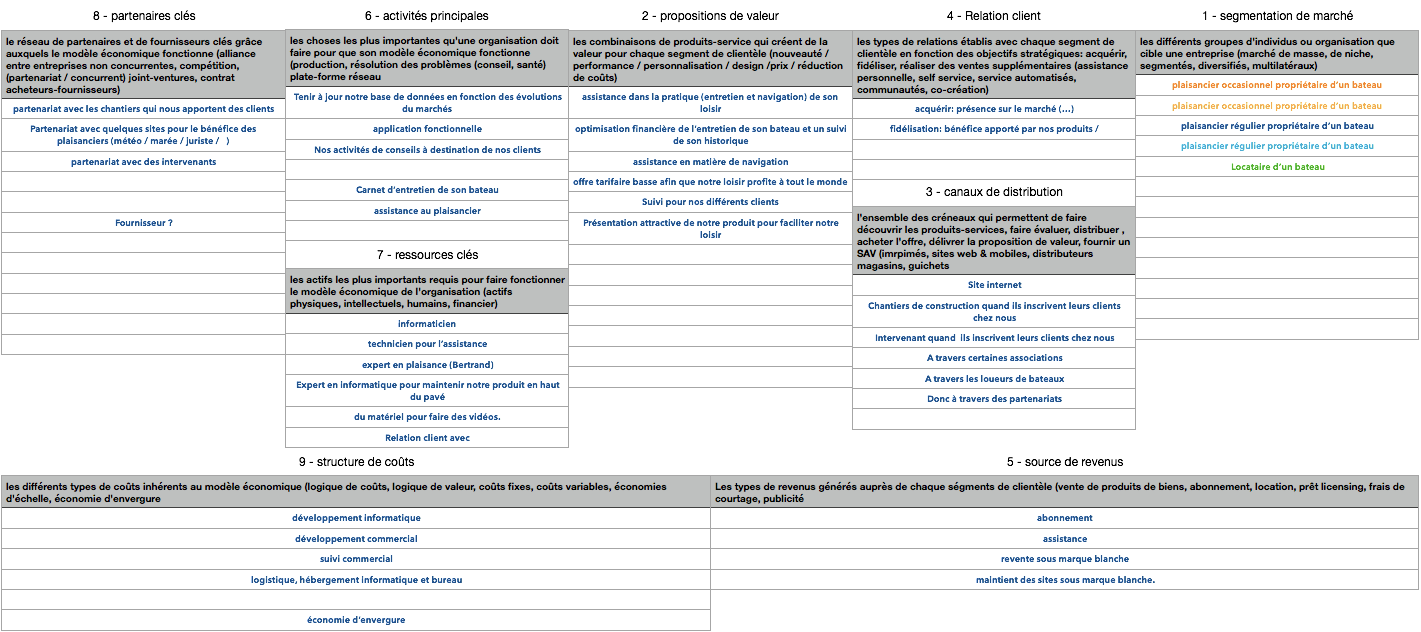 8 - partenaires clés
le réseau de partenaires et de fournisseurs clés grâce
auxquels le modèle économique fonctionne (alliance
entre entreprises non concurrentes, compétition,
(partenariat / concurrent) joint-ventures, contrat
acheteurs-fournisseurs)
partenariat avec les chantiers qui nous apportent des clients
Partenariat avec quelques sites pour le bénéfice des
plaisanciers (météo / marée / juriste / )
partenariat avec des intervenants
Fournisseur ?
6 - activités principales
les choses les plus importantes qu'une organisation doit
faire pour que son modèle économique fonctionne
(production, résolution des problèmes (conseil, santé)
plate-forme réseau
Tenir à jour notre base de données en fonction des évolutions
du marchés
application fonctionnelle
Nos activités de conseils à destination de nos clients
Carnet d'entretien de son bateau
assistance au plaisancier
7 - ressources clés
les actifs les plus importants requis pour faire fonctionner
le modèle économique de l'organisation (actifs
physiques, intellectuels, humains, financier)
informaticien
technicien pour l'assistance
expert en plaisance (Bertrand)
Expert en informatique pour maintenir notre produit en haut
du pavé
du matériel pour faire des vidéos.
Relation client avec
2 - propositions de valeur
les combinaisons de produits-service qui créent de la
valeur pour chaque segment de clientèle (nouveauté /
performance / personnalisation / design /prix / réduction
de coûts)
assistance dans la pratique (entretien et navigation) de son
loisir
optimisation financière de l'entretien de son bateau et un suivi
de son historique
assistance en matière de navigation
offre tarifaire basse afin que notre loisir profite à tout le monde
Suivi pour nos différents clients
Présentation attractive de notre produit pour faciliter notre
loisir
4 - Relation client
les types de relations établis avec chaque segment de
clientèle en fonction des objectifs stratégiques: acquérir,
fidéliser, réaliser des ventes supplémentaires (assistance
personnelle, self service, service automatisés,
communautés, co-création)
acquérir: présence sur le marché (...)
fidélisation: bénéfice apporté par nos produits /
3 - canaux de distribution
l'ensemble des créneaux qui permettent de faire
découvrir les produits-services, faire évaluer, distribuer ,
acheter l'offre, délivrer la proposition de valeur, fournir un
SAV (imrpimés, sites web & mobiles, distributeurs
magasins, guichets
Site internet
Chantiers de construction quand ils inscrivent leurs clients
chez nous
Intervenant quand ils inscrivent leurs clients chez nous
A travers certaines associations
A travers les loueurs de bateaux
Donc à travers des partenariats
1 - segmentation de marché
les différents groupes d'individus ou organisation que
cible une entreprise (marché de masse, de niche,
segmentés, diversifiés, multilatéraux)
plaisancier occasionnel propriétaire d'un bateau
plaisancier occasionnel propriétaire d'un bateau
plaisancier régulier propriétaire d'un bateau
plaisancier régulier propriétaire d'un bateau
Locataire d'un bateau
9 - structure de coûts
les différents types de coûts inhérents au modèle économique (logique de coûts, logique de valeur, coûts fixes, coûts variables, économies
d'échelle, économie d'envergure
développement informatique
développement commercial
suivi commercial
logistique, hébergement informatique et bureau
économie d'envergure
5 - source de revenus
Les types de revenus générés auprès de chaque ségments de clientèle (vente de produits de biens, abonnement, location, prêt licensing, frais de
courtage, publicité
abonnement
assistance
revente sous marque blanche
maintient des sites sous marque blanche.